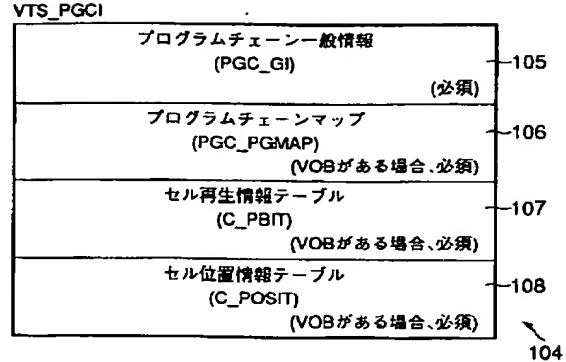 VTS_PGCI
プログラムチェーン一般情報
(PGC_GI)
(必須)
105
プログラムチェーンマップ
(PGC_PGMAP)
(VOBがある場合、必須)
106
セル再生情報テーブル
(C_PBIT)
(VOBがある場合、必須)
107
セル位置情報テーブル
(C_POSIT)
(VOBがある場合、必須)
108
104